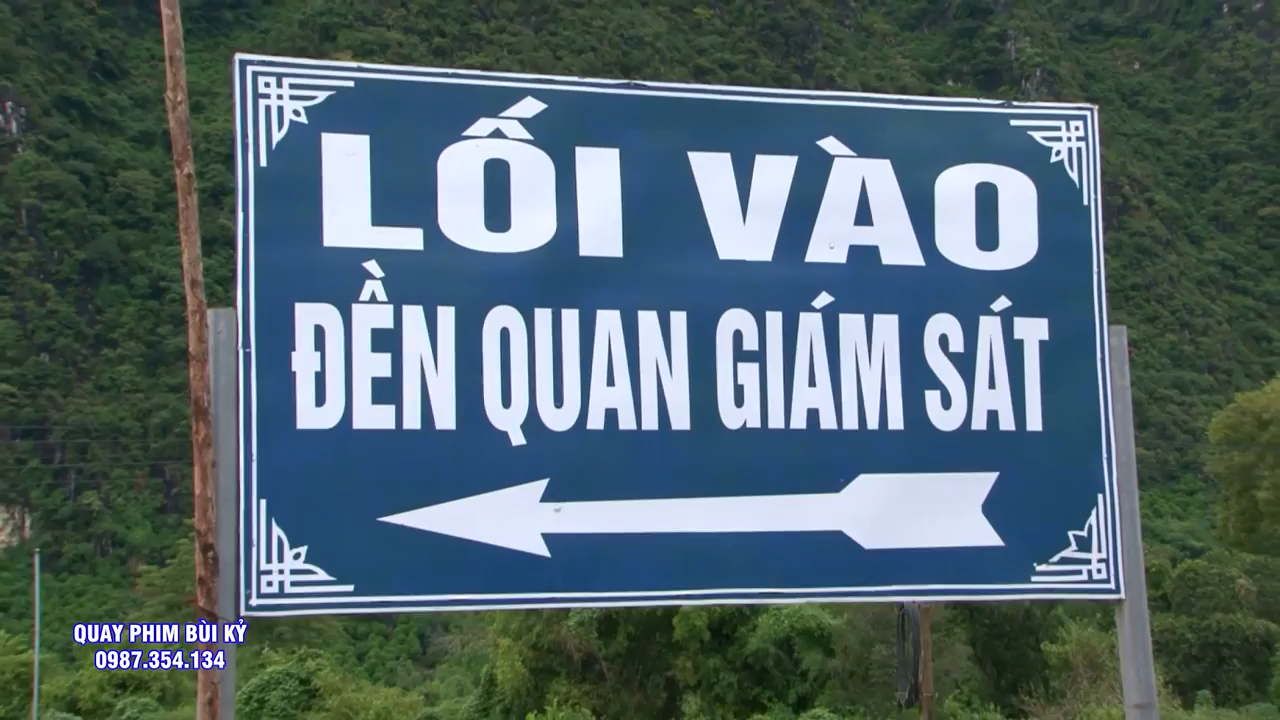 LỐI VÀO
ĐỀN QUAN GIÁM SÁT
QUAY PHIM BÙI KỶ
0987.354.134